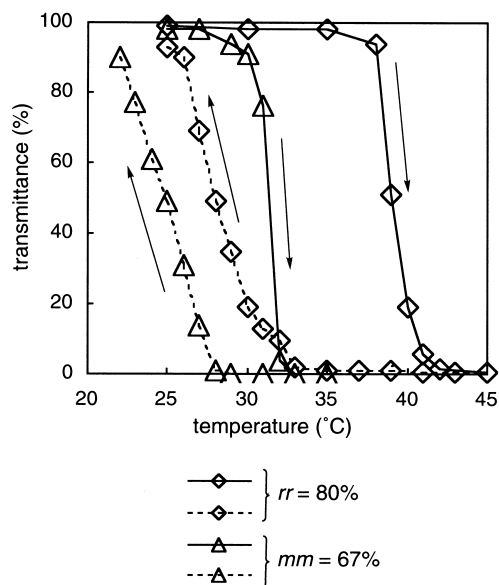 100
80
60
40
20
0
transmittance (%)
20 25 30 35 40 45
temperature (˚C)
rr = 80%
mm = 67%